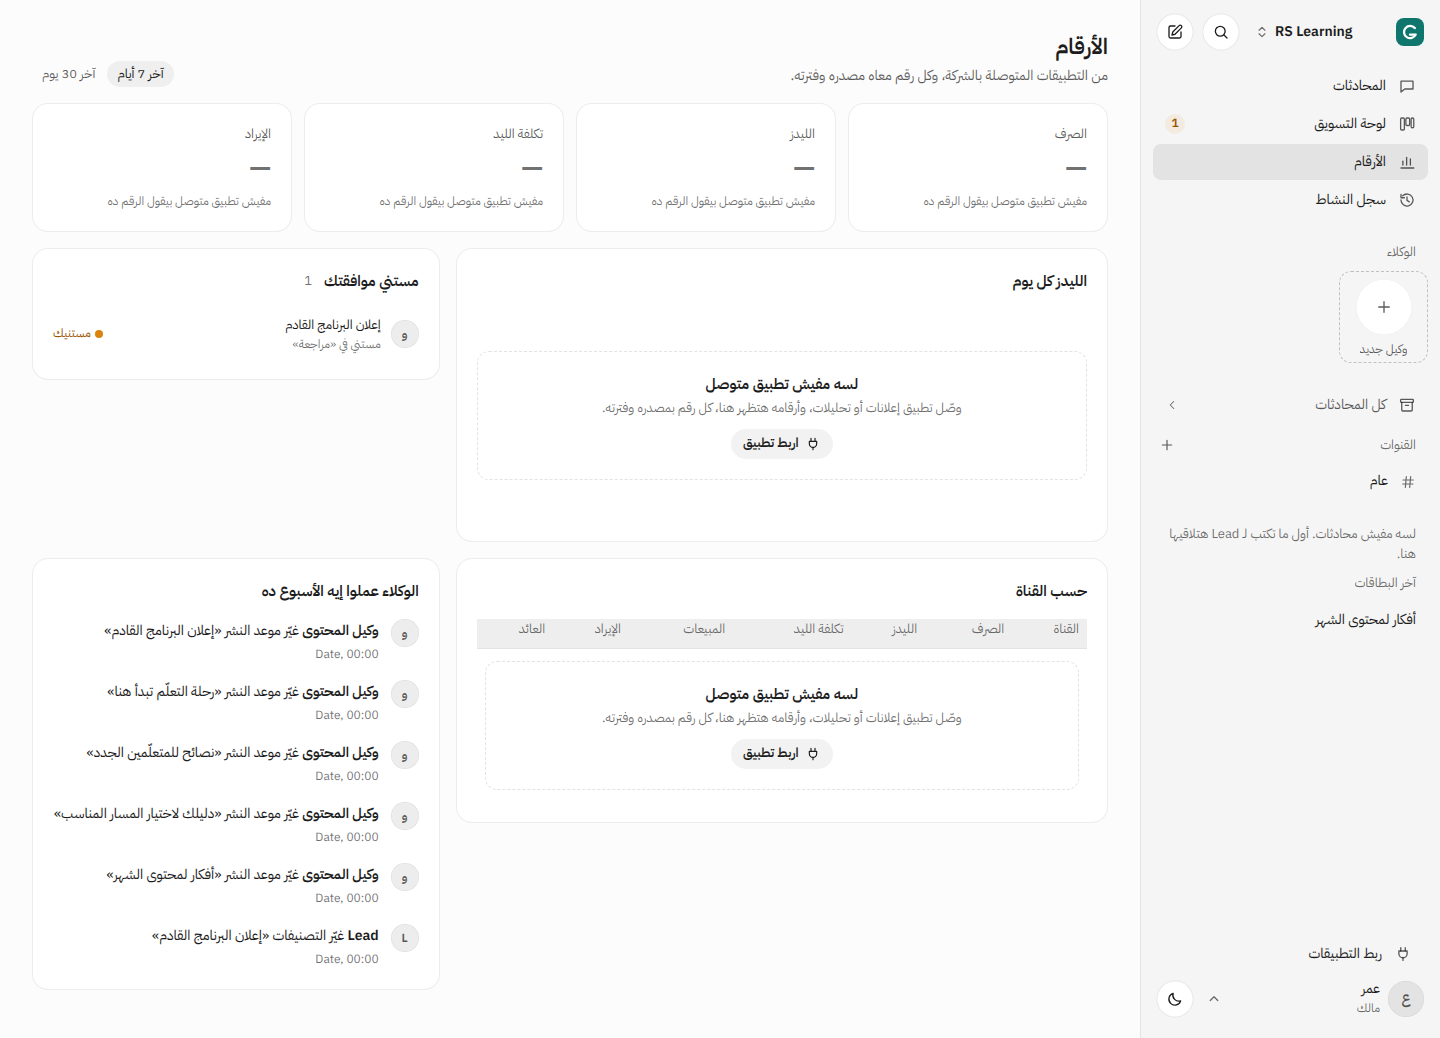 RS Learning
المحادثات
لوحة التسويق
1
الأرقام
سجل النشاط
الوكلاء
وكيل جديد
كل المحادثات
القنوات
عام
لسه مفيش محادثات. أول ما تكتب لـ Lead هتلاقيها
هنا.
آخر البطاقات
أفكار لمحتوى الشهر
ربط التطبيقات
ع
عمر
مالك
الأرقام
من التطبيقات المتوصلة بالشركة، وكل رقم معاه مصدره وفترته.
آخر 7 أيام
آخر 30 يوم
الصرف
—
مفيش تطبيق متوصل بيقول الرقم ده
الليدز
—
مفيش تطبيق متوصل بيقول الرقم ده
تكلفة الليد
—
مفيش تطبيق متوصل بيقول الرقم ده
الإيراد
—
مفيش تطبيق متوصل بيقول الرقم ده
الليدز كل يوم
لسه مفيش تطبيق متوصل
وصّل تطبيق إعلانات أو تحليلات، وأرقامه هتظهر هنا، كل رقم بمصدره وفترته.
اربط تطبيق
مستني موافقتك 1
و
إعلان البرنامج القادم
مستني في «مراجعة»
مستنيك
حسب القناة
القناة الصرف الليدز تكلفة الليد المبيعات الإيراد العائد
لسه مفيش تطبيق متوصل
وصّل تطبيق إعلانات أو تحليلات، وأرقامه هتظهر هنا، كل رقم بمصدره وفترته.
اربط تطبيق
الوكلاء عملوا إيه الأسبوع ده
و
وكيل المحتوى غيّر موعد النشر «إعلان البرنامج القادم»
Date, 00:00
و
وكيل المحتوى غيّر موعد النشر «رحلة التعلّم تبدأ هنا»
Date, 00:00
و
وكيل المحتوى غيّر موعد النشر «نصائح للمتعلّمين الجدد»
Date, 00:00
و
وكيل المحتوى غيّر موعد النشر «دليلك لاختيار المسار المناسب»
Date, 00:00
و
وكيل المحتوى غيّر موعد النشر «أفكار لمحتوى الشهر»
Date, 00:00
L
Lead غيّر التصنيفات «إعلان البرنامج القادم»
Date, 00:00